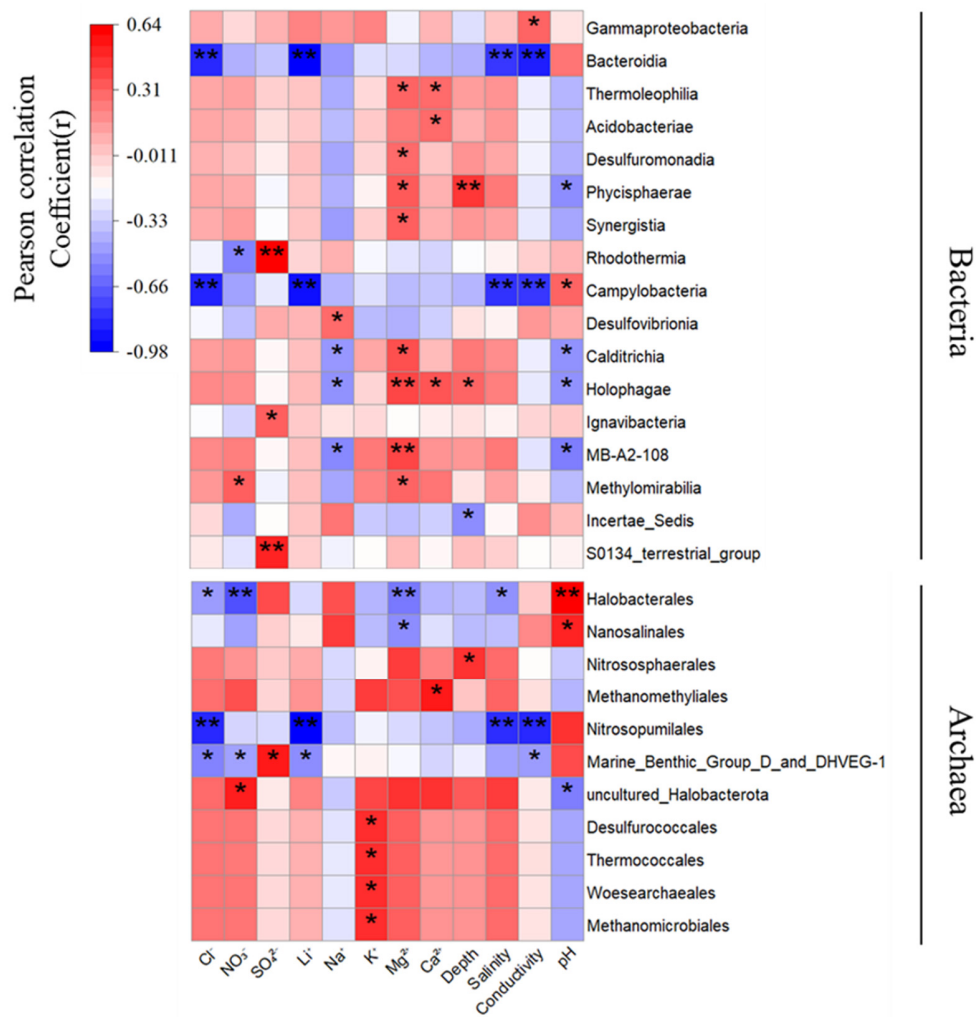 Pearson correlation
Coefficient(r)
0.64
0.31
-0.011
-0.33
-0.66
-0.98
* Gammaproteobacteria
** ** ** ** Bacteroidia
* * Thermoleophilia
* Acidobacteriae
* Desulfuromonadia
* ** * Phycisphaerae
* Synergistia
* ** Rhodothermia
** ** ** ** * Campylobacteria
* Desulfovibrionia
* * * Calditrichia
* ** * * * Holophagae
* Ignavibacteria
* ** * MB-A2-108
* * Methylomirabilia
* Incertae_Sedis
** S0134_terrestrial_group
Bacteria
* ** ** * ** Halobacterales
* * Nanosalinales
* Nitrososphaerales
* Methanomethyliales
** ** ** ** Nitrosopumilales
* * * * * Marine_Benthic_Group_D_and_DHVEG-1
* * uncultured_Halobacterota
* Desulfurococcales
* Thermococcales
* Woesearchaeales
* Methanomicrobiales
Archaea
Cl⁻ NO₃⁻ SO₄²⁻ Li⁺ Na⁺ K⁺ Mg²⁺ Ca²⁺ Depth Salinity Conductivity pH